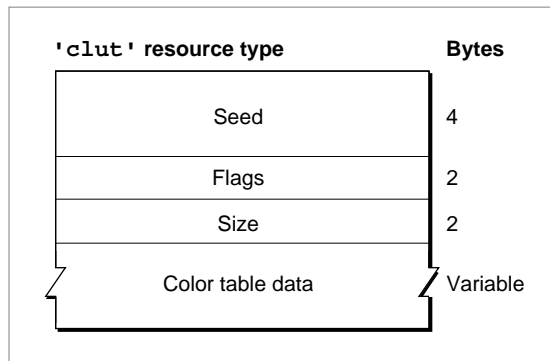 'clut' resource type Bytes
Seed 4
Flags 2
Size 2
Color table data Variable